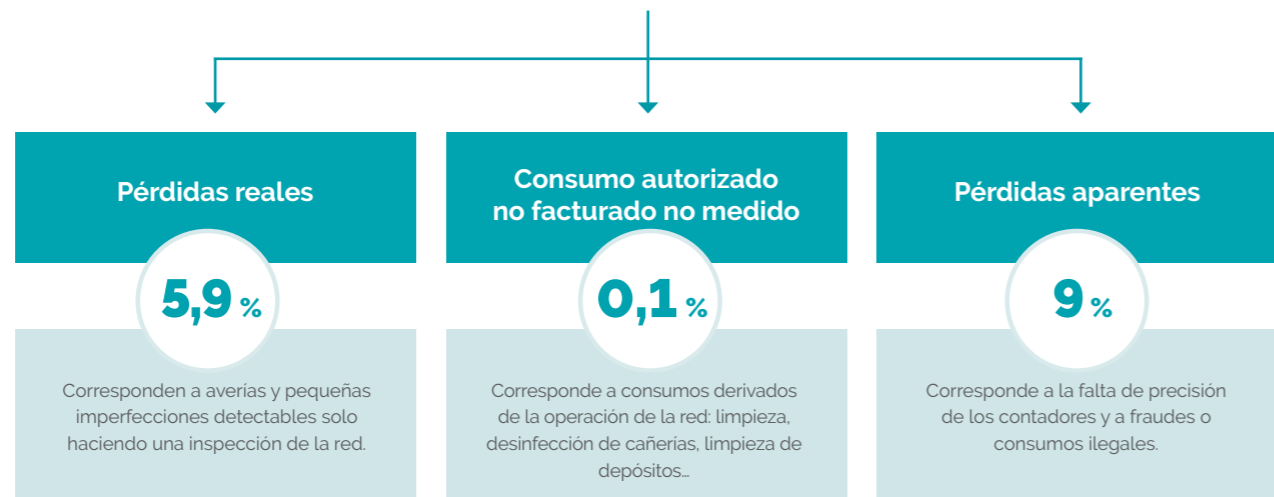 Pérdidas reales
5,9 %
Corresponden a averías y pequeñas
imperfecciones detectables solo
haciendo una inspección de la red.
Consumo autorizado
no facturado no medido
0,1 %
Corresponde a consumos derivados
de la operación de la red: limpieza,
desinfección de cañerías, limpieza de
depósitos…
Pérdidas aparentes
9 %
Corresponde a la falta de precisión
de los contadores y a fraudes o
consumos ilegales.